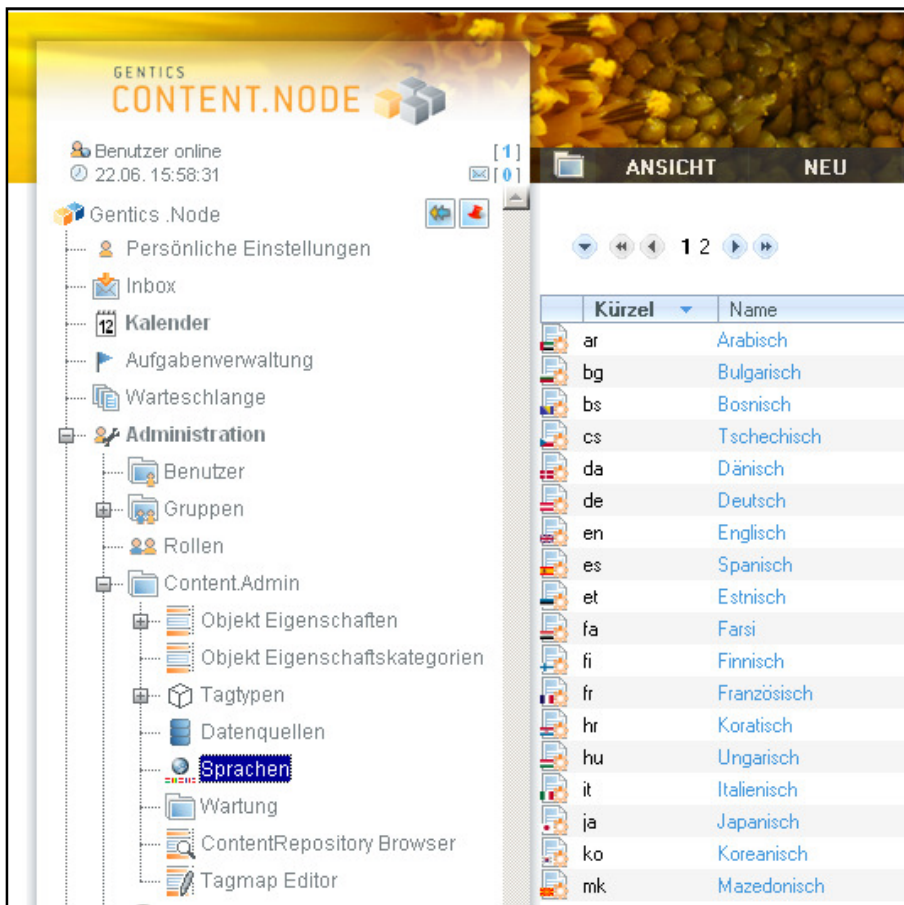 GENTICS
CONTENT.NODE
Benutzer online [1]
22.06. 15:58:31 [0]
Gentics .Node
Persönliche Einstellungen
Inbox
12 Kalender
Aufgabenverwaltung
Warteschlange
Administration
Benutzer
Gruppen
Rollen
Content.Admin
Objekt Eigenschaften
Objekt Eigenschaftskategorien
Tagtypen
Datenquellen
Sprachen
Wartung
ContentRepository Browser
Tagmap Editor
ANSICHT NEU
1 2
Kürzel Name
ar Arabisch
bg Bulgarisch
bs Bosnisch
cs Tschechisch
da Dänisch
de Deutsch
en Englisch
es Spanisch
et Estnisch
fa Farsi
fi Finnisch
fr Französisch
hr Koratisch
hu Ungarisch
it Italienisch
ja Japanisch
ko Koreanisch
mk Mazedonisch